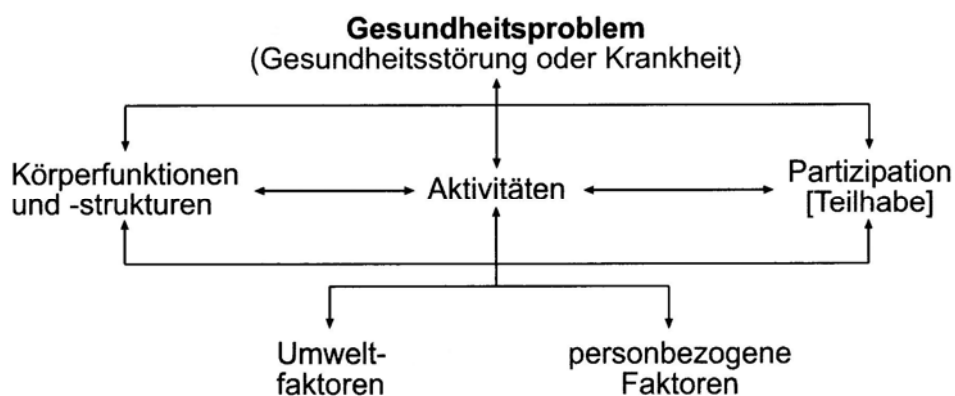 Gesundheitsproblem
(Gesundheitsstörung oder Krankheit)
Körperfunktionen
und -strukturen
Aktivitäten
Partizipation
[Teilhabe]
Umwelt-
faktoren
personbezogene
Faktoren